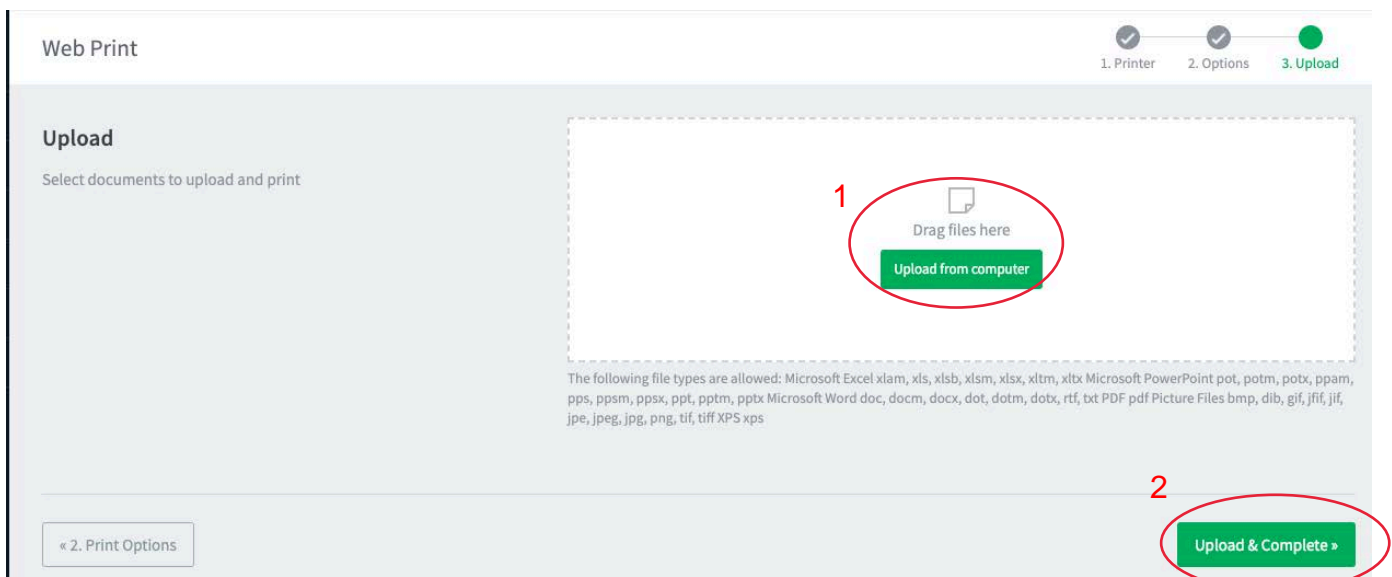 Web Print
1. Printer 2. Options 3. Upload
Upload
Select documents to upload and print
1
Drag files here
Upload from computer
The following file types are allowed: Microsoft Excel xlam, xls, xlsb, xlsm, xlsx, xltm, xltx Microsoft PowerPoint pot, potm, potx, ppam,
pps, ppsm, ppsx, ppt, pptm, pptx Microsoft Word doc, docm, docx, dot, dotm, dotx, rtf, txt PDF pdf Picture Files bmp, dib, gif, jfif, jif,
jpe, jpeg, jpg, png, tif, tiff XPS xps
2
« 2. Print Options
Upload & Complete »